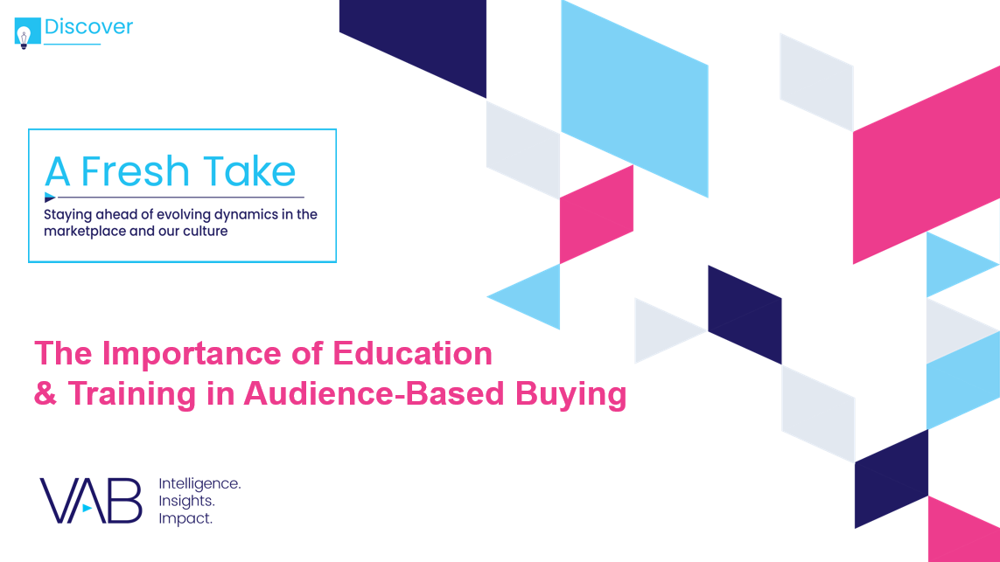 Discover
A Fresh Take
Staying ahead of evolving dynamics in the
marketplace and our culture
The Importance of Education
& Training in Audience-Based Buying
VAB
Intelligence.
Insights.
Impact.